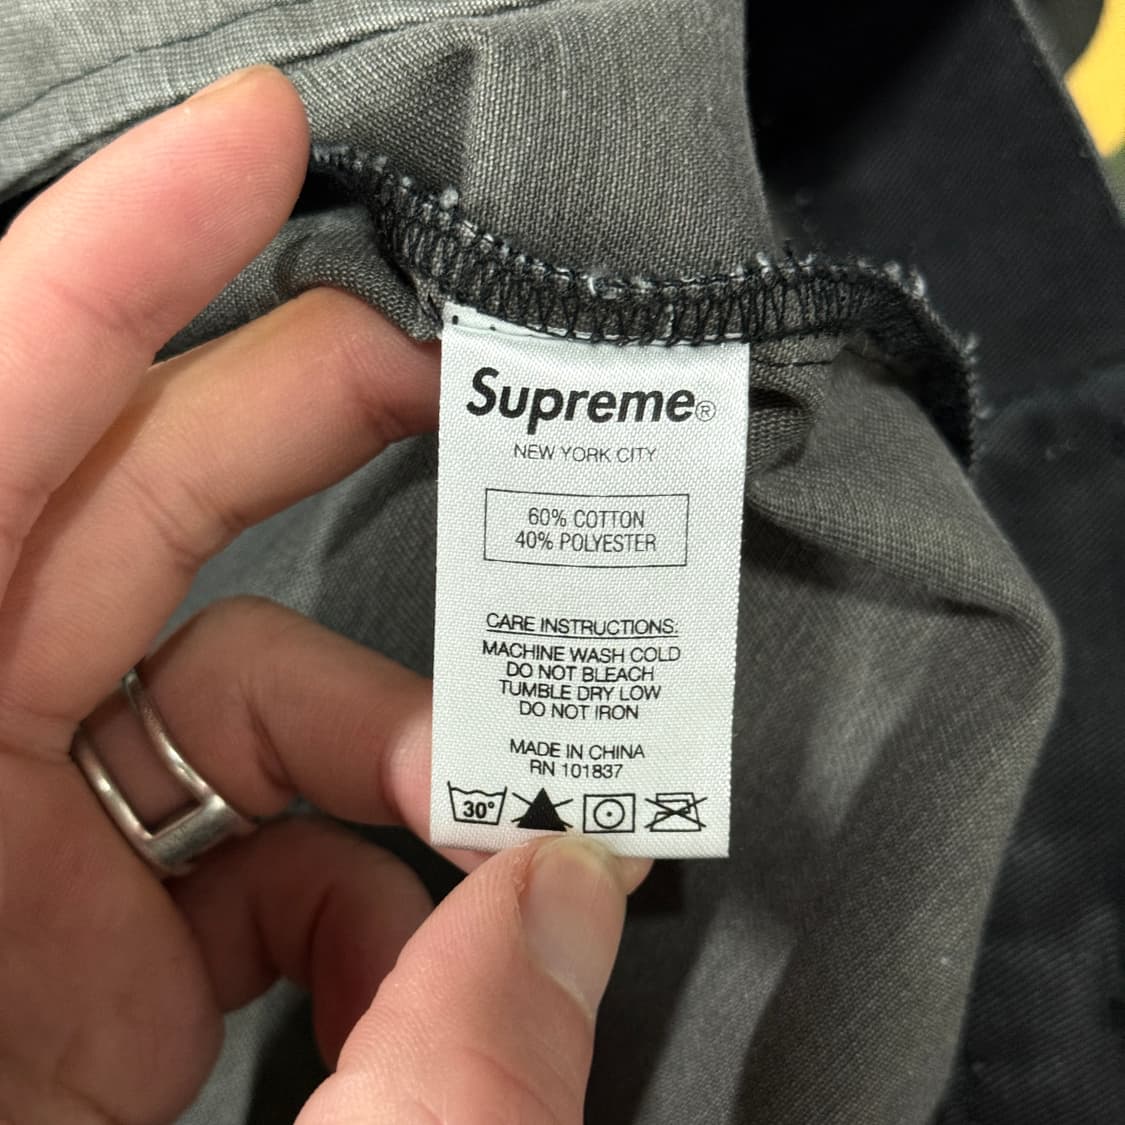 Supreme®
NEW YORK CITY
60% COTTON
40% POLYESTER
CARE INSTRUCTIONS:
MACHINE WASH COLD
DO NOT BLEACH
TUMBLE DRY LOW
DO NOT IRON
MADE IN CHINA
RN 101837
30°